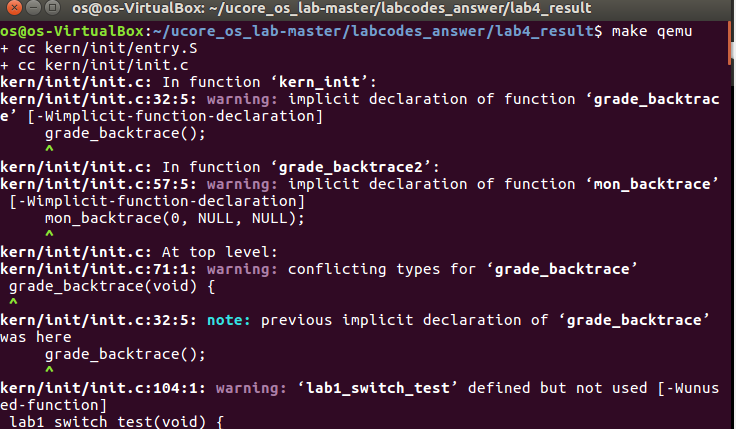 os@os-VirtualBox: ~/ucore_os_lab-master/labcodes_answer/lab4_result
os@os-VirtualBox:~/ucore_os_lab-master/labcodes_answer/lab4_result$ make qemu
+ cc kern/init/entry.S
+ cc kern/init/init.c
kern/init/init.c: In function ‘kern_init’:
kern/init/init.c:32:5: warning: implicit declaration of function ‘grade_backtrac
e’ [-Wimplicit-function-declaration]
     grade_backtrace();
     ^
kern/init/init.c: In function ‘grade_backtrace2’:
kern/init/init.c:57:5: warning: implicit declaration of function ‘mon_backtrace’
 [-Wimplicit-function-declaration]
     mon_backtrace(0, NULL, NULL);
     ^
kern/init/init.c: At top level:
kern/init/init.c:71:1: warning: conflicting types for ‘grade_backtrace’
 grade_backtrace(void) {
 ^
kern/init/init.c:32:5: note: previous implicit declaration of ‘grade_backtrace’
was here
     grade_backtrace();
     ^
kern/init/init.c:104:1: warning: ‘lab1_switch_test’ defined but not used [-Wunus
ed-function]
 lab1_switch_test(void) {